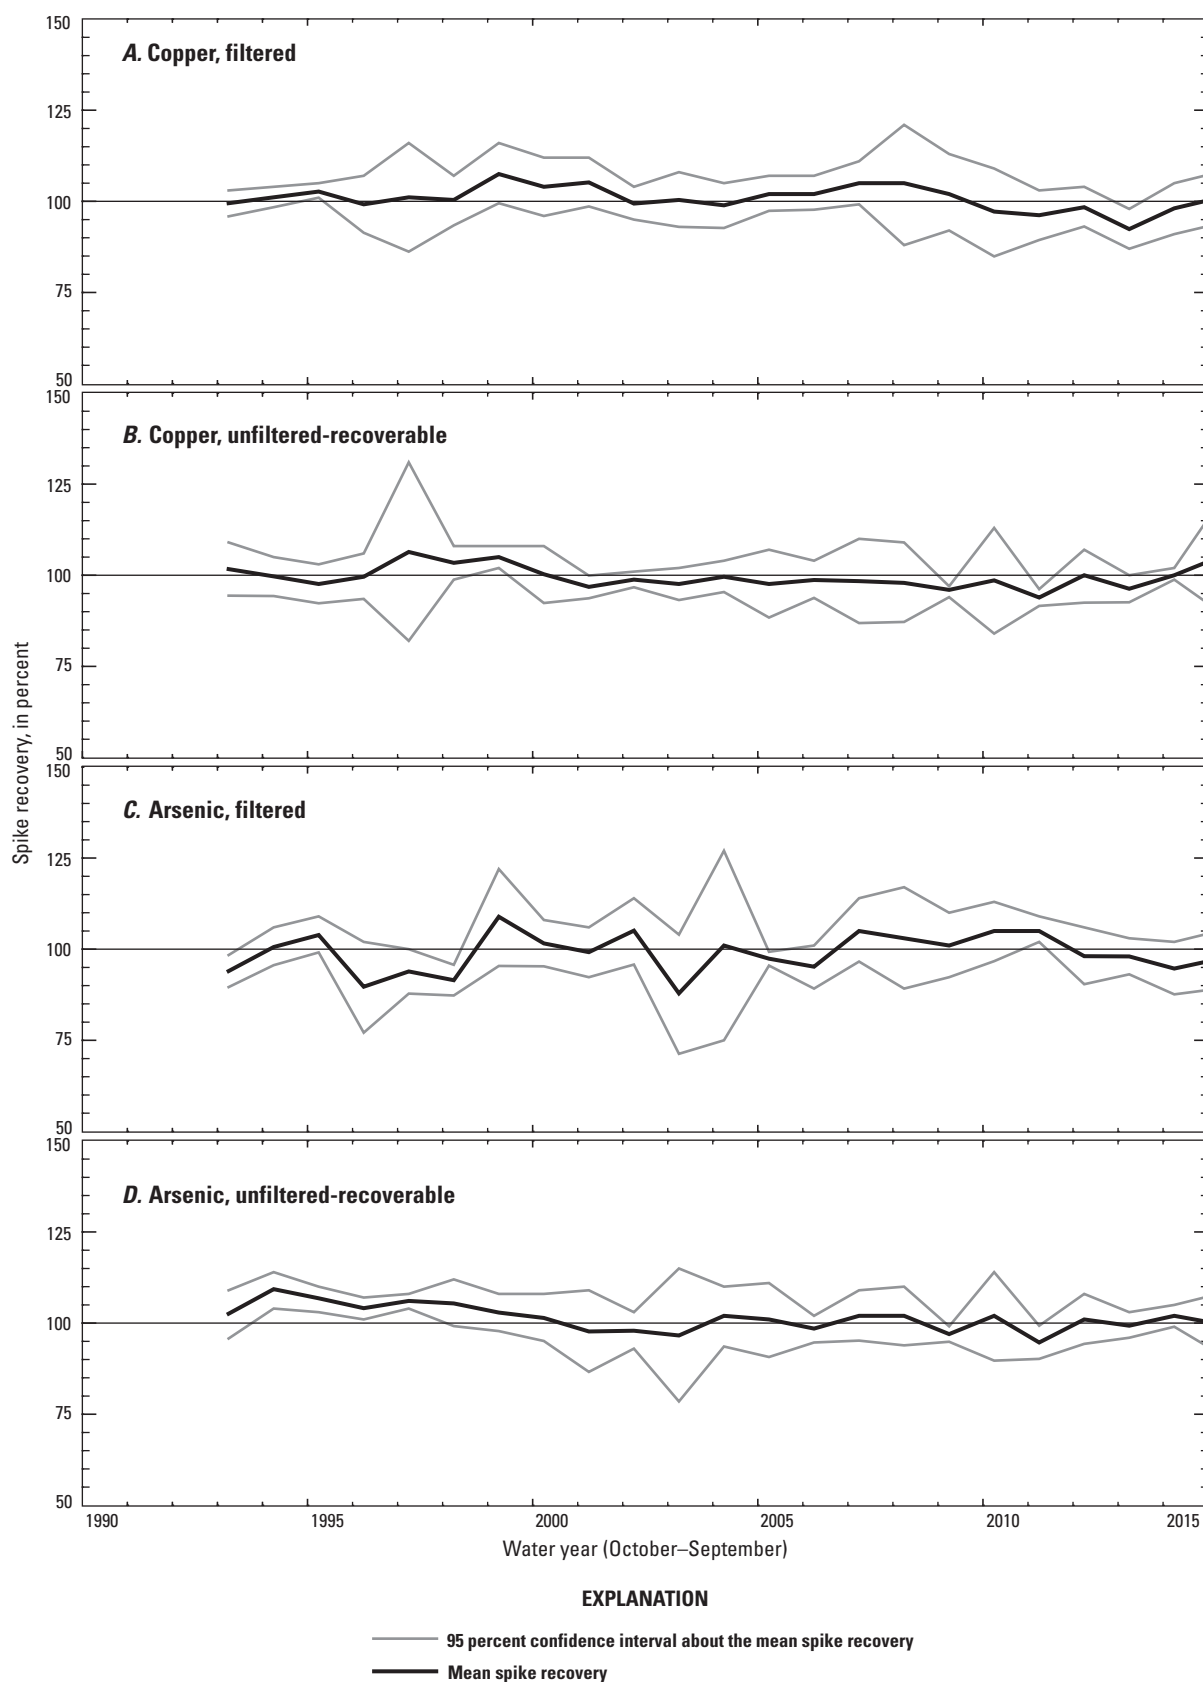 150
A. Copper, filtered
125
100
75
50
150
B. Copper, unfiltered-recoverable
125
100
75
50
150
C. Arsenic, filtered
125
100
75
50
150
D. Arsenic, unfiltered-recoverable
125
100
75
50
Spike recovery, in percent
1990 1995 2000 2005 2010 2015
Water year (October–September)
EXPLANATION
95 percent confidence interval about the mean spike recovery
Mean spike recovery